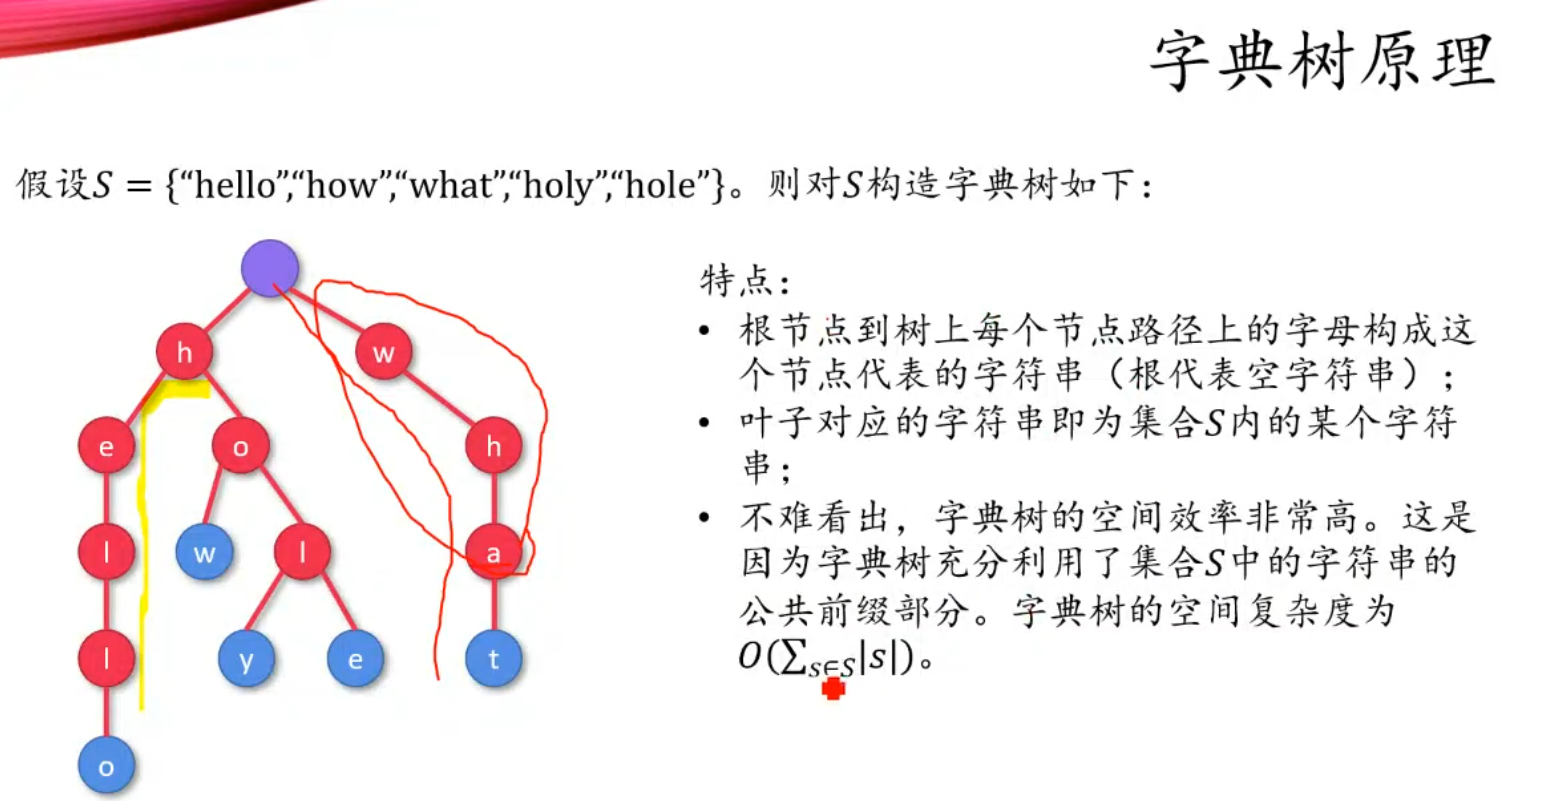 字典树原理
假设S = {“hello”,“how”,“what”,“holy”,“hole”}。则对S构造字典树如下：
特点：
• 根节点到树上每个节点路径上的字母构成这
个节点代表的字符串（根代表空字符串）；
• 叶子对应的字符串即为集合S内的某个字符
串；
• 不难看出，字典树的空间效率非常高。这是
因为字典树充分利用了集合S中的字符串的
公共前缀部分。字典树的空间复杂度为
O(∑s∈S|s|)。
h w
e o h
l w l a
l y e t
o